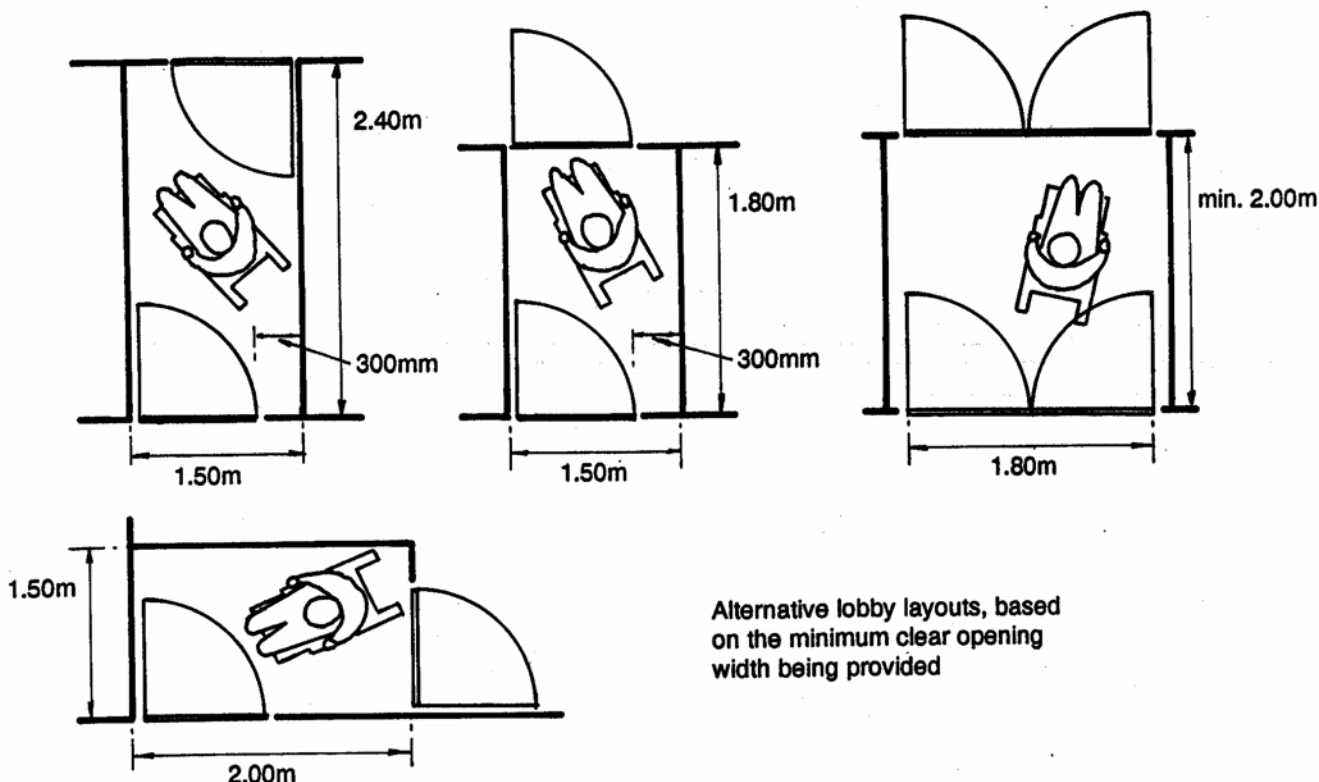 2.40m
300mm
1.50m
1.80m
300mm
1.50m
min. 2.00m
1.80m
1.50m
2.00m
Alternative lobby layouts, based
on the minimum clear opening
width being provided